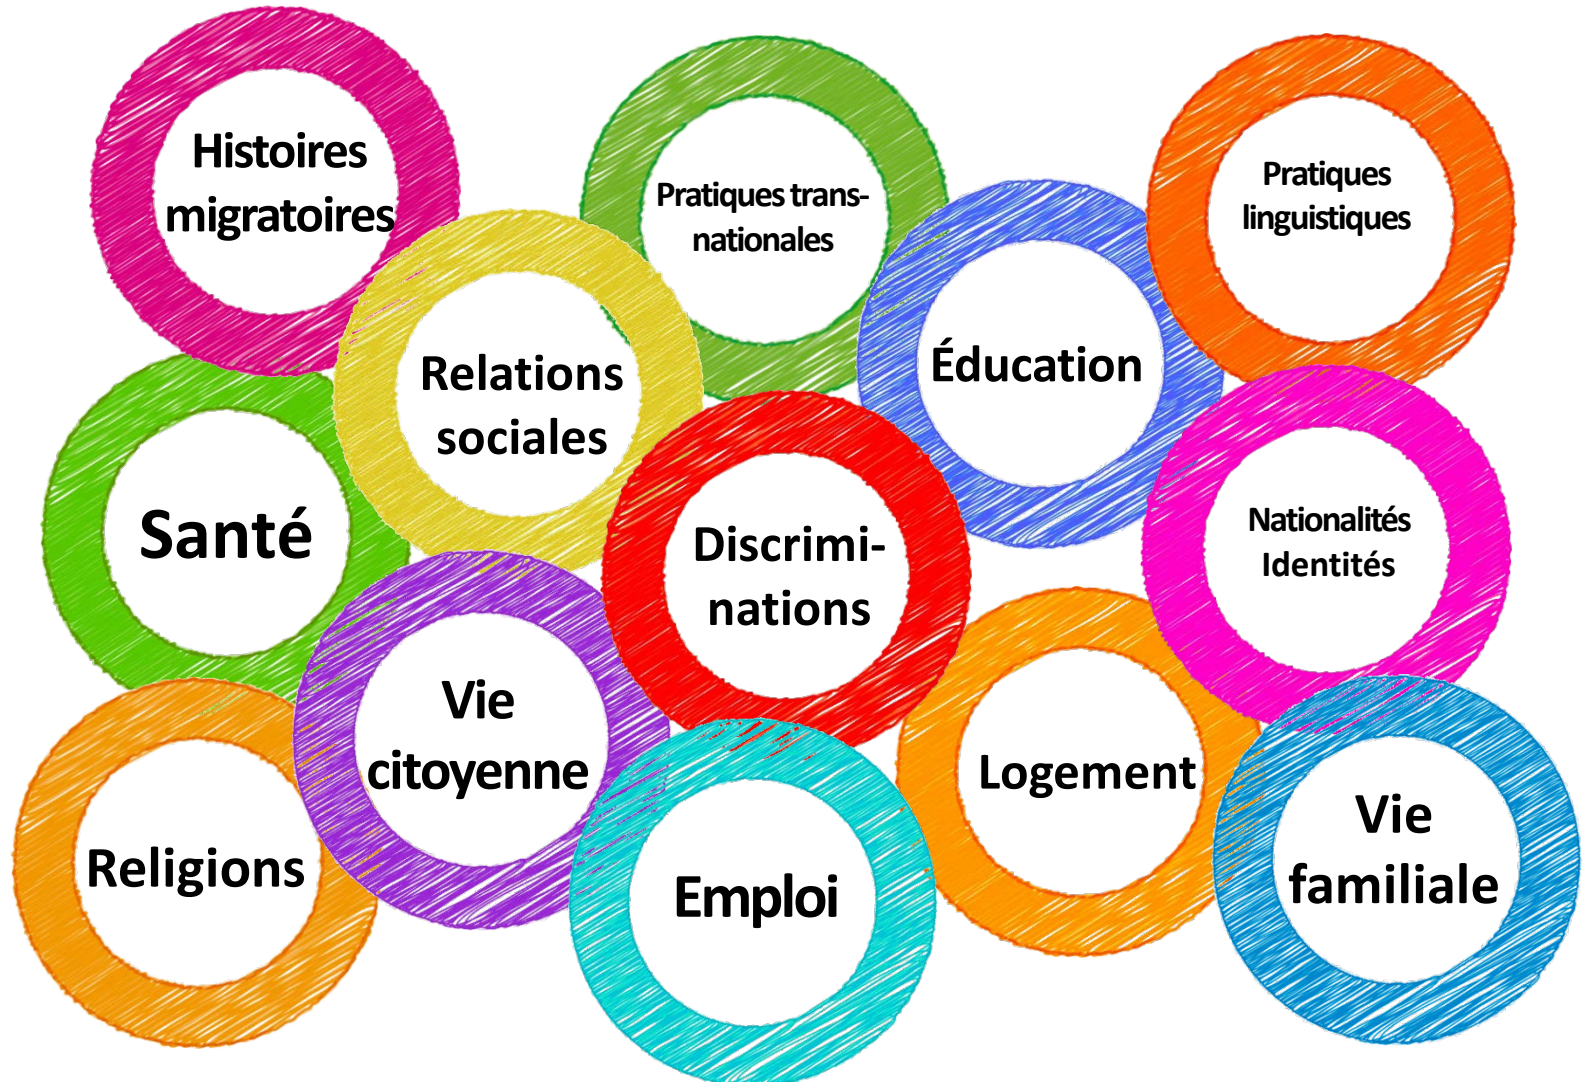 Histoires
migratoires
Pratiques trans-
nationales
Pratiques
linguistiques
Relations
sociales
Éducation
Santé
Discrimi-
nations
Nationalités
Identités
Vie
citoyenne
Logement
Religions
Emploi
Vie
familiale